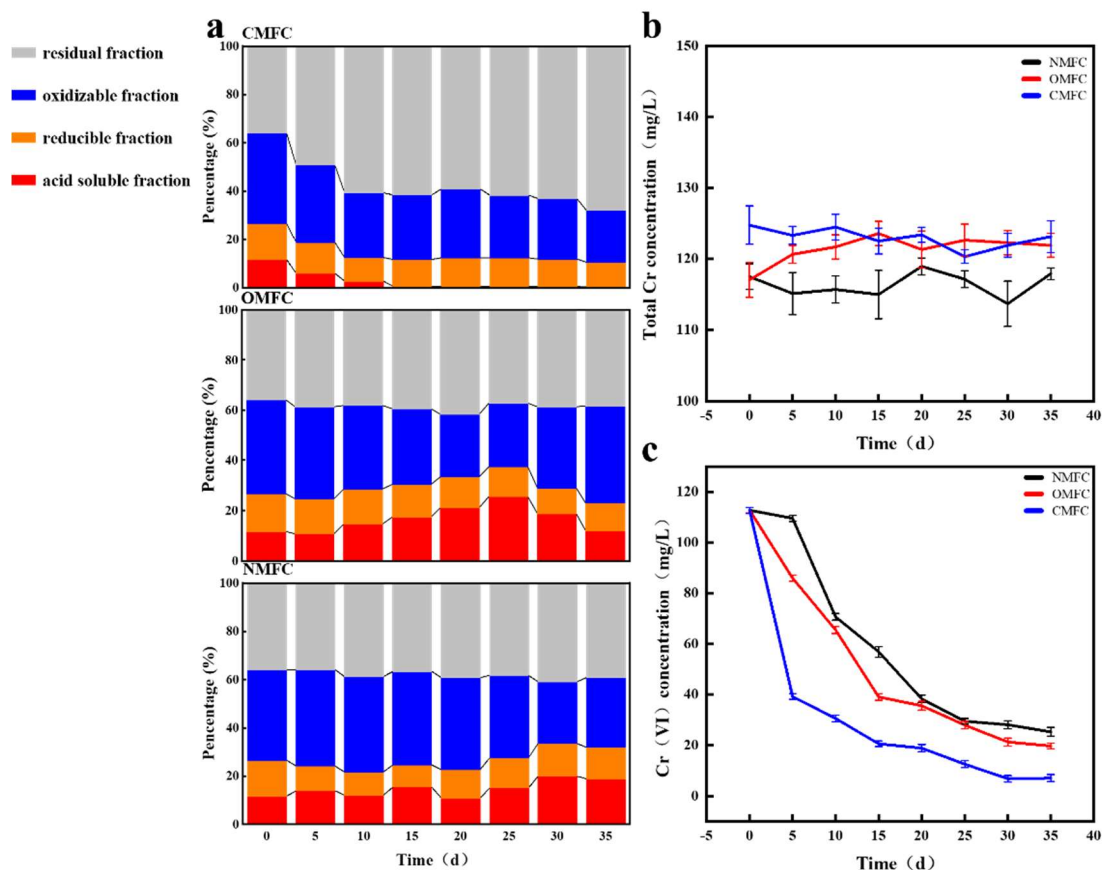 residual fraction
oxidizable fraction
reducible fraction
acid soluble fraction
a
CMFC
100
80
60
40
20
0
Pencentage (%)
OMFC
100
80
60
40
20
0
Pencentage (%)
NMFC
100
80
60
40
20
0
Pencentage (%)
0 5 10 15 20 25 30 35
Time（d）
b
150
140
130
120
110
100
Total Cr concentration（mg/L）
NMFC
OMFC
CMFC
-5 0 5 10 15 20 25 30 35 40
Time（d）
c
120
100
80
60
40
20
0
Cr（VI）concentration（mg/L）
NMFC
OMFC
CMFC
-5 0 5 10 15 20 25 30 35 40
Time（d）